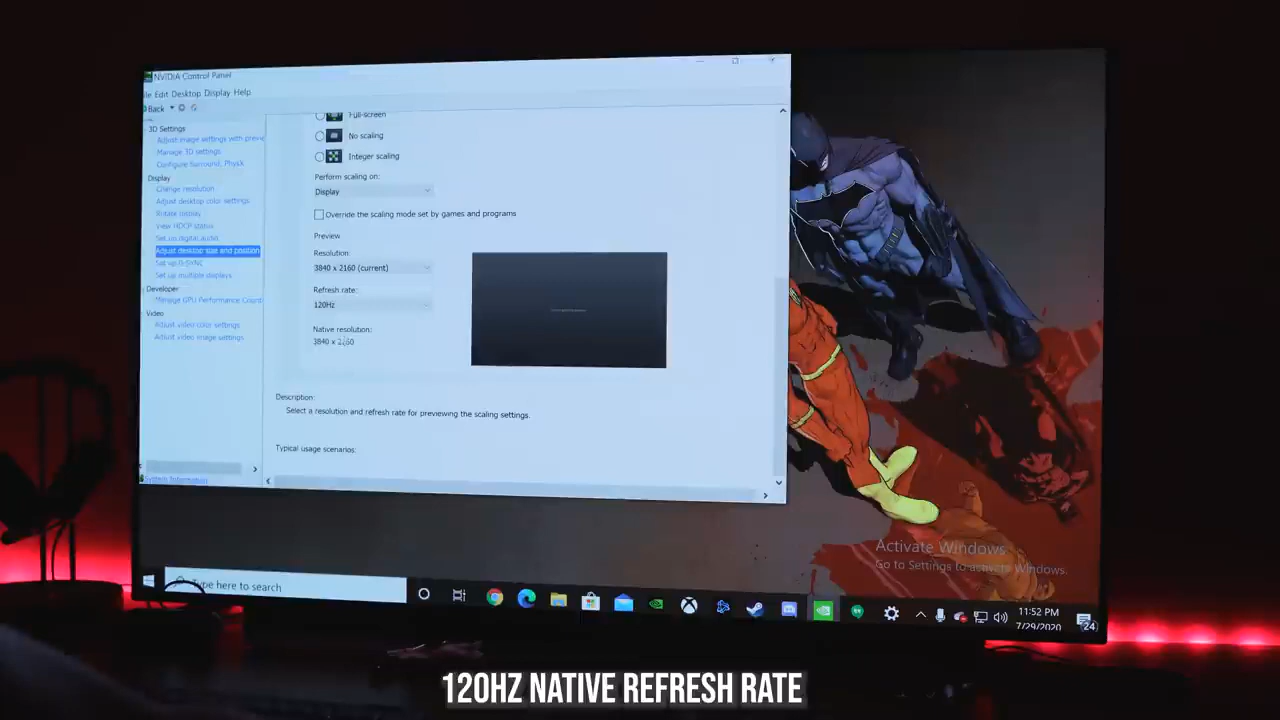 NVIDIA Control Panel
Edit Desktop Display Help
Back
3D Settings
Adjust image settings with
Manage 3D settings
Configure Surround, PhysX
Display
Change resolution
Adjust desktop color settings
Rotate display
View HDCP status
Set up digital audio
Adjust desktop size and position
Set up G-SYNC
Set up multiple displays
Developer
Manage GPU Performance
Video
Adjust video color settings
Adjust video image settings
System Information
Full-screen
No scaling
Integer scaling
Perform scaling on:
Display
Override the scaling mode set by games and programs
Preview
Resolution:
3840 x 2160 (current)
Refresh rate:
120Hz
Native resolution:
3840 x 2160
Description:
Select a resolution and refresh rate for previewing the scaling settings.
Typical usage scenarios:
Activate Windows
Go to Settings to activate Windows.
Type here to search
11:52 PM
7/29/2020
24
120HZ NATIVE REFRESH RATE